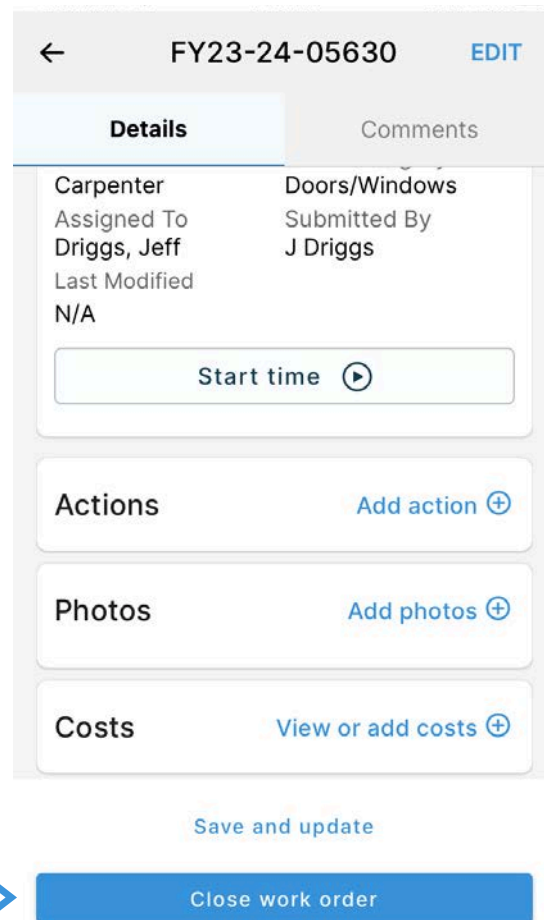 FY23-24-05630 EDIT
Details Comments
Carpenter Doors/Windows
Assigned To Submitted By
Driggs, Jeff J Driggs
Last Modified
N/A
Start time
Actions Add action
Photos Add photos
Costs View or add costs
Save and update
Close work order